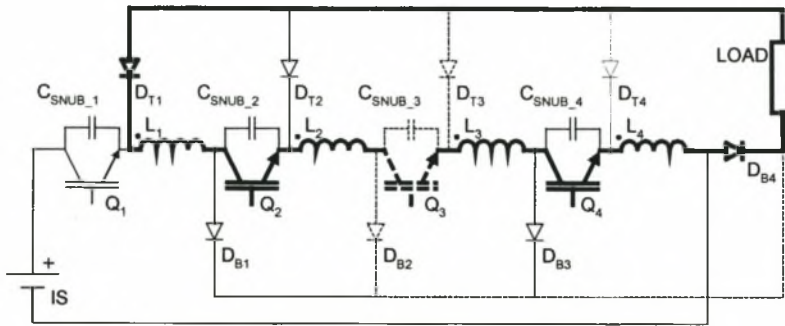 LOAD
D_T1
D_T2
D_T3
D_T4
C_SNUB_1
C_SNUB_2
C_SNUB_3
C_SNUB_4
L_1
L_2
L_3
L_4
D_B4
Q_1
Q_2
Q_3
Q_4
D_B1
D_B2
D_B3
+
IS